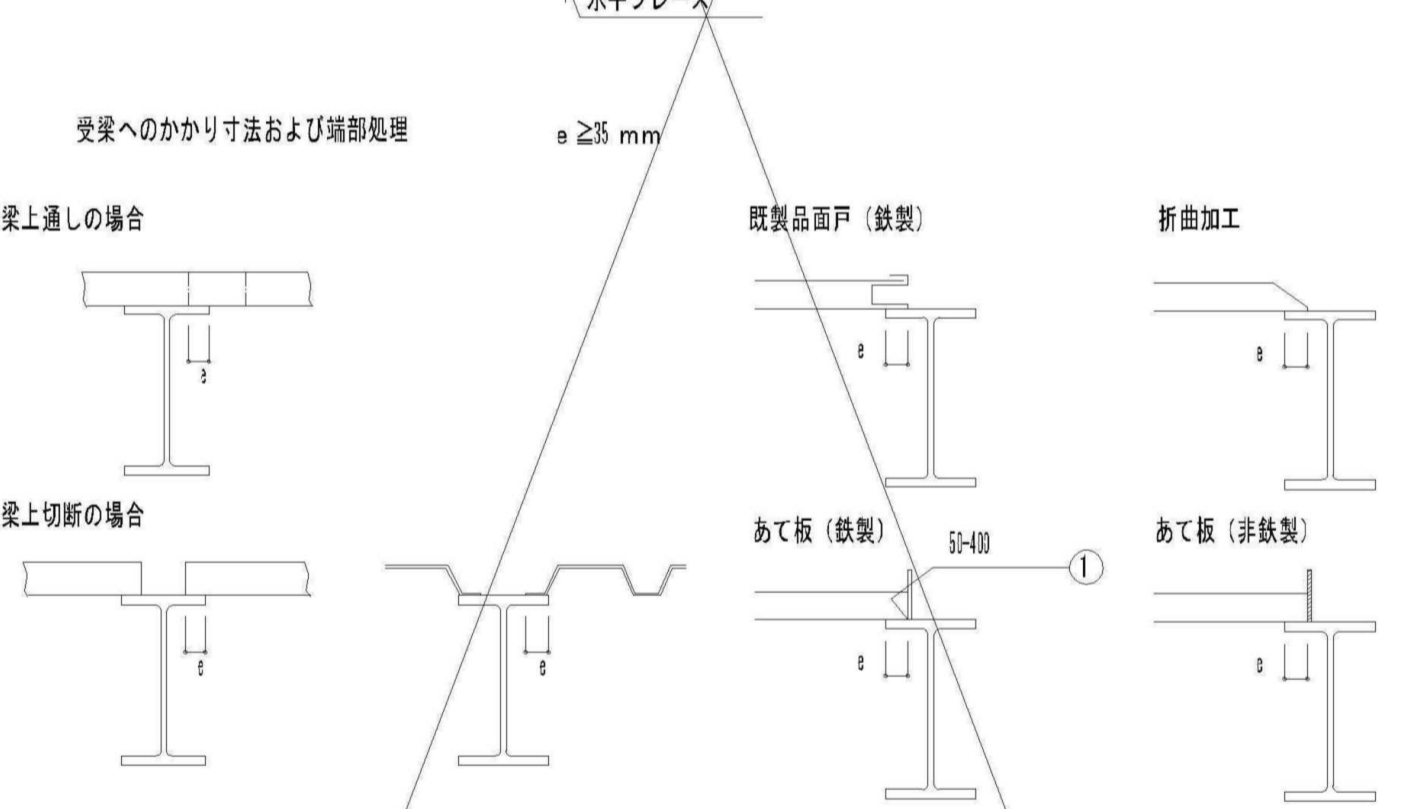 水平ブレース
受梁へのかかり寸法および端部処理
e ≧35 mm
梁上通しの場合
既製品面戸（鉄製）
折曲加工
e
e
e
梁上切断の場合
あて板（鉄製）
50-400
1
あて板（非鉄製）
e
e
e
e